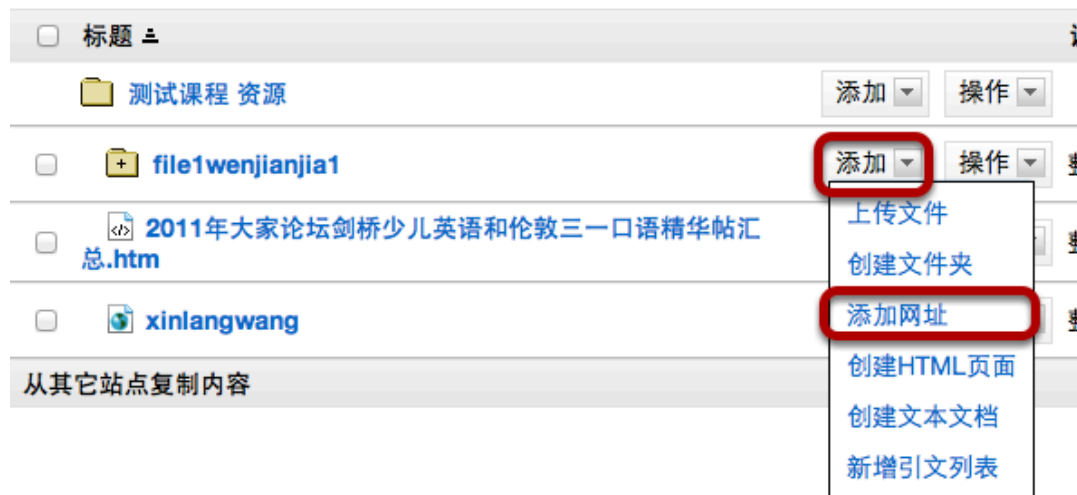 标题
测试课程 资源 添加 操作
file1wenjianjia1 添加 操作
上传文件
2011年大家论坛剑桥少儿英语和伦敦三一口语精华帖汇
总.htm
创建文件夹
xinlangwang 添加网址
创建HTML页面
从其它站点复制内容
创建文本文档
新增引文列表